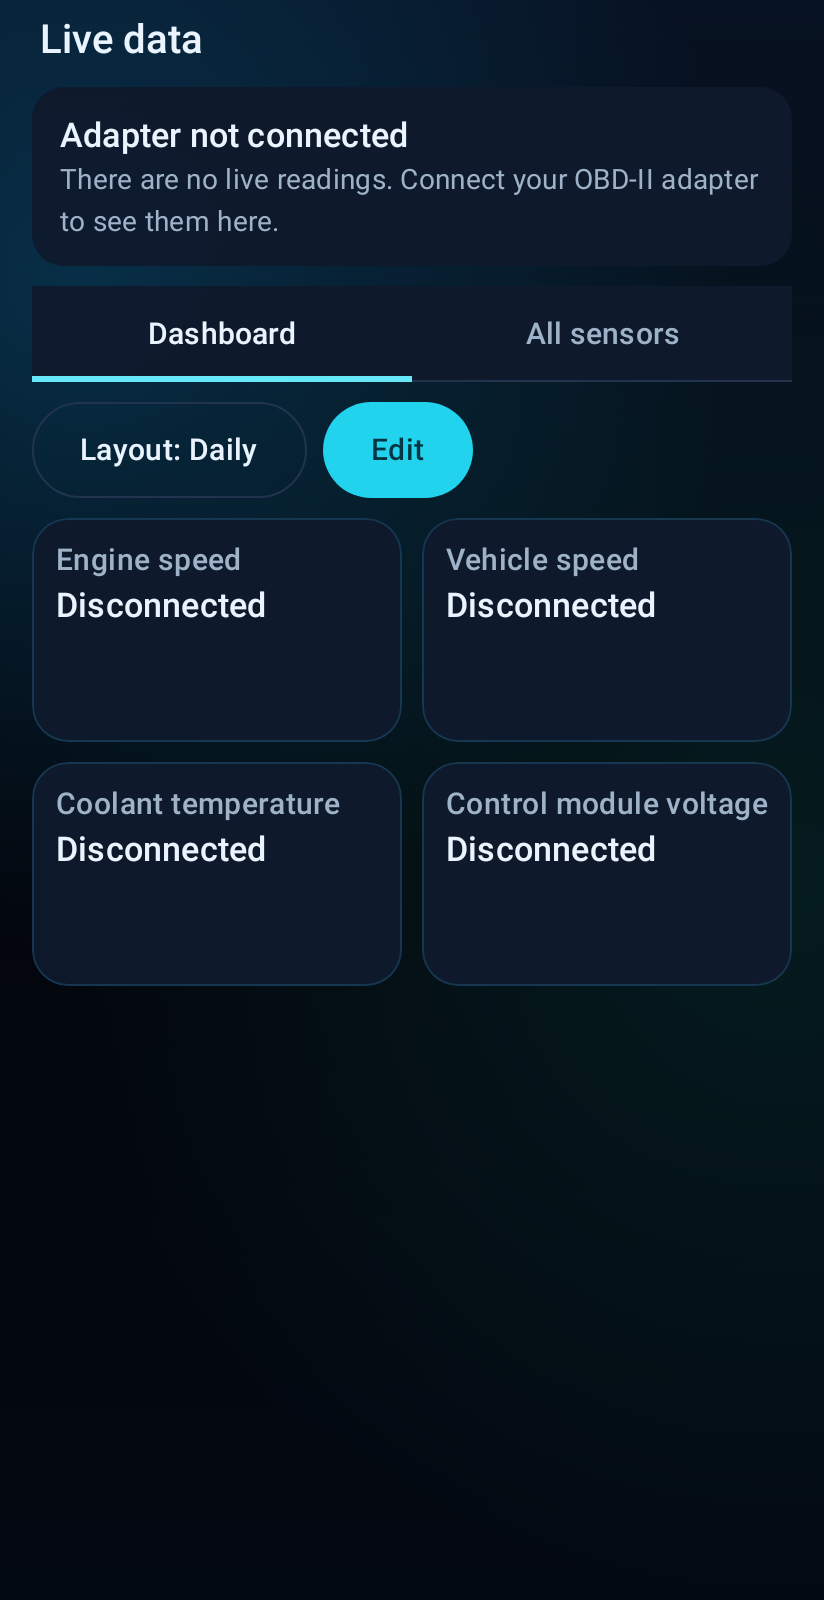 Live data
Adapter not connected
There are no live readings. Connect your OBD-II adapter
to see them here.
Dashboard
All sensors
Layout: Daily
Edit
Engine speed
Disconnected
Vehicle speed
Disconnected
Coolant temperature
Disconnected
Control module voltage
Disconnected